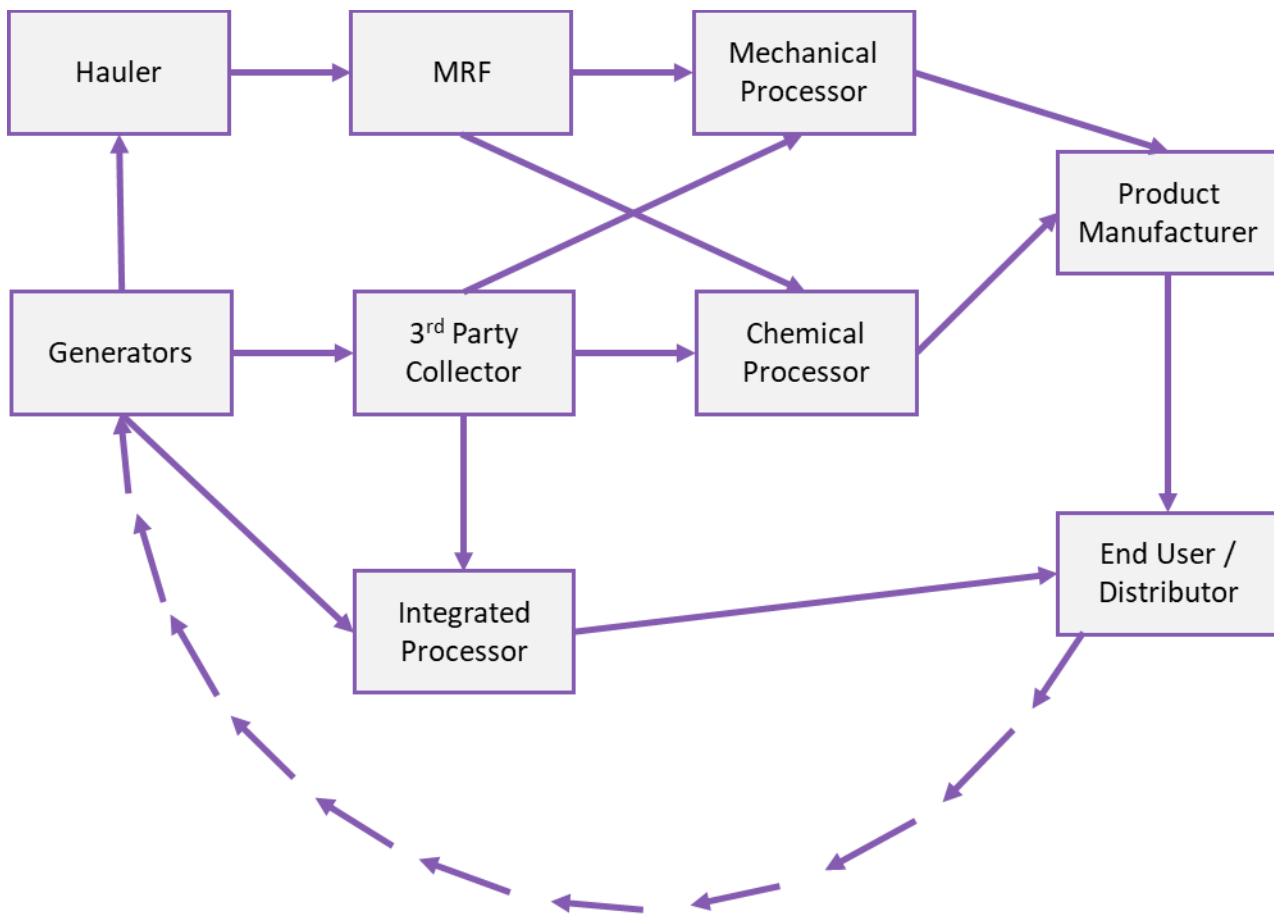 Hauler
MRF
Mechanical
Processor
Product
Manufacturer
Generators
3rd Party
Collector
Chemical
Processor
Integrated
Processor
End User /
Distributor